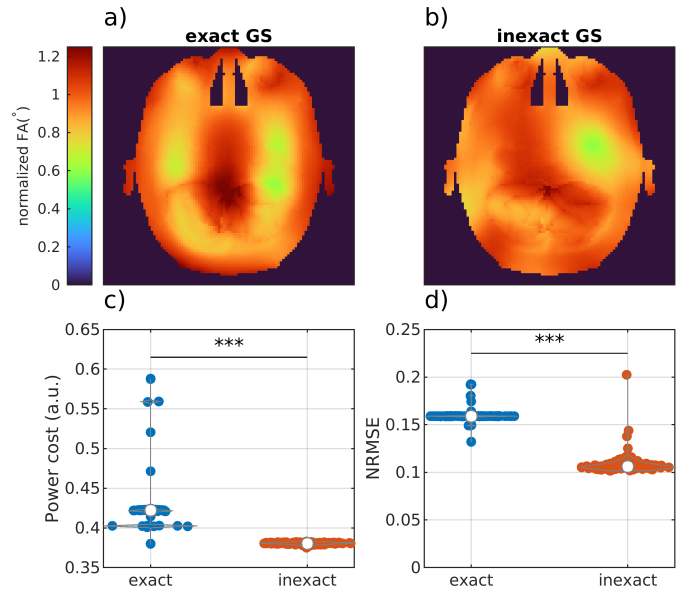 a)
exact GS
b)
inexact GS
normalized FA(°)
1.2
1
0.8
0.6
0.4
0.2
0
c)
d)
Power cost (a.u.)
0.65
0.6
0.55
0.5
0.45
0.4
0.35
***
exact
inexact
NRMSE
0.25
0.2
0.15
0.1
0.05
0
***
exact
inexact